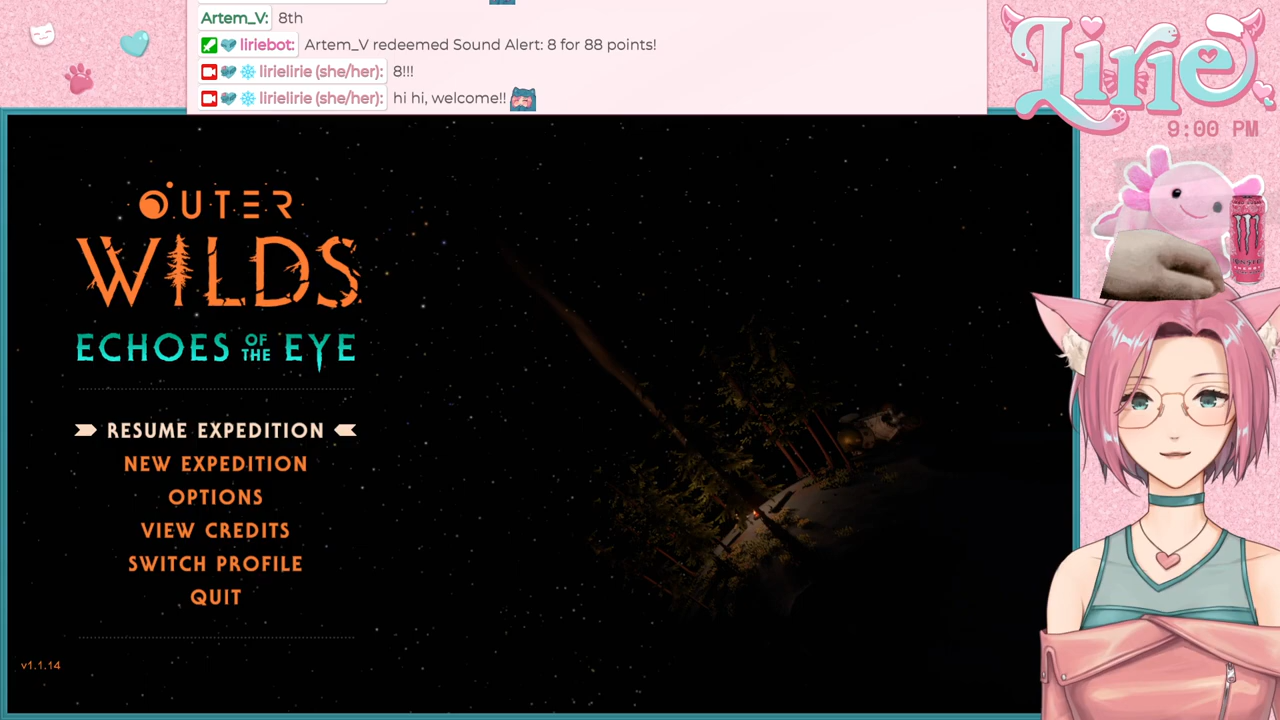 Artem_V: 8th
liriebot: Artem_V redeemed Sound Alert: 8 for 88 points!
lirielirie (she/her): 8!!!
lirielirie (she/her): hi hi, welcome!!
Lirie
9:00 PM
OUTER
WILDS
ECHOES OF THE EYE
RESUME EXPEDITION
NEW EXPEDITION
OPTIONS
VIEW CREDITS
SWITCH PROFILE
QUIT
v1.1.14